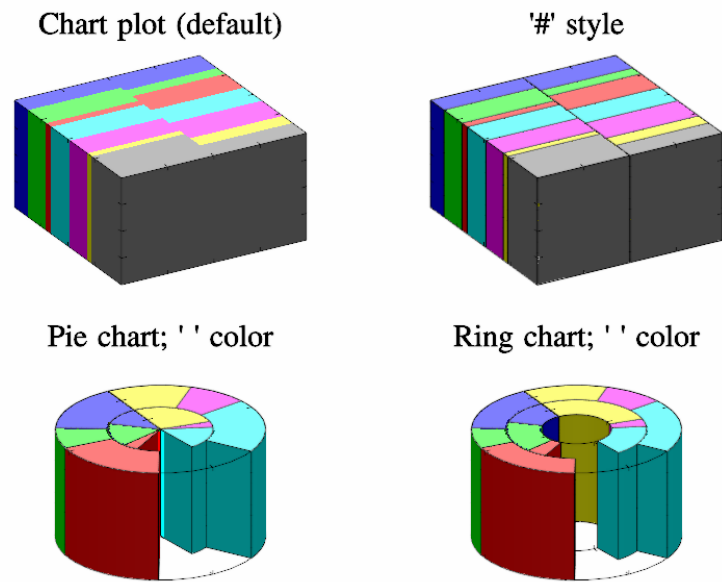 Chart plot (default)
'#' style
Pie chart; ' ' color
Ring chart; ' ' color